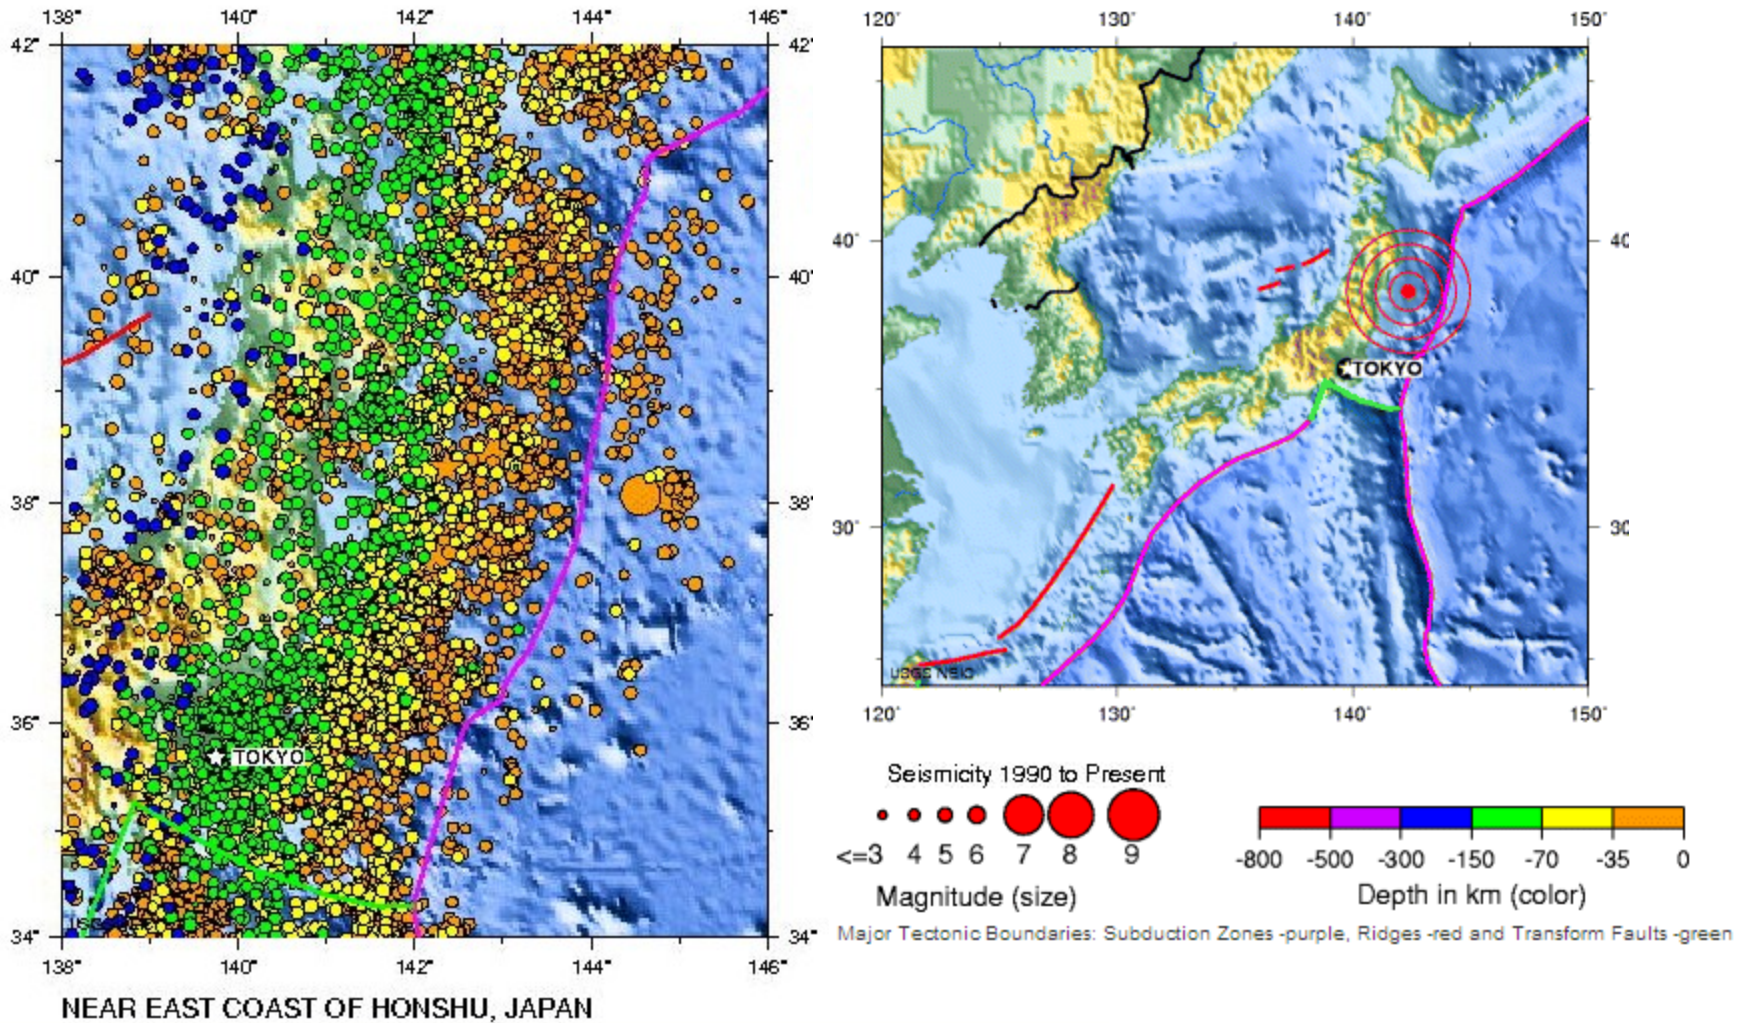 138° 140° 142° 144° 146°
42° 42°
40° 40°
38° 38°
36° 36°
TOKYO
34° 34°
138° 140° 142° 144° 146°
NEAR EAST COAST OF HONSHU, JAPAN
120° 130° 140° 150°
40° 40
TOKYO
30° 30
USGS NEIC
120° 130° 140° 150°
Seismicity 1990 to Present
<=3 4 5 6 7 8 9
Magnitude (size)
-800 -500 -300 -150 -70 -35 0
Depth in km (color)
Major Tectonic Boundaries: Subduction Zones -purple, Ridges -red and Transform Faults -green